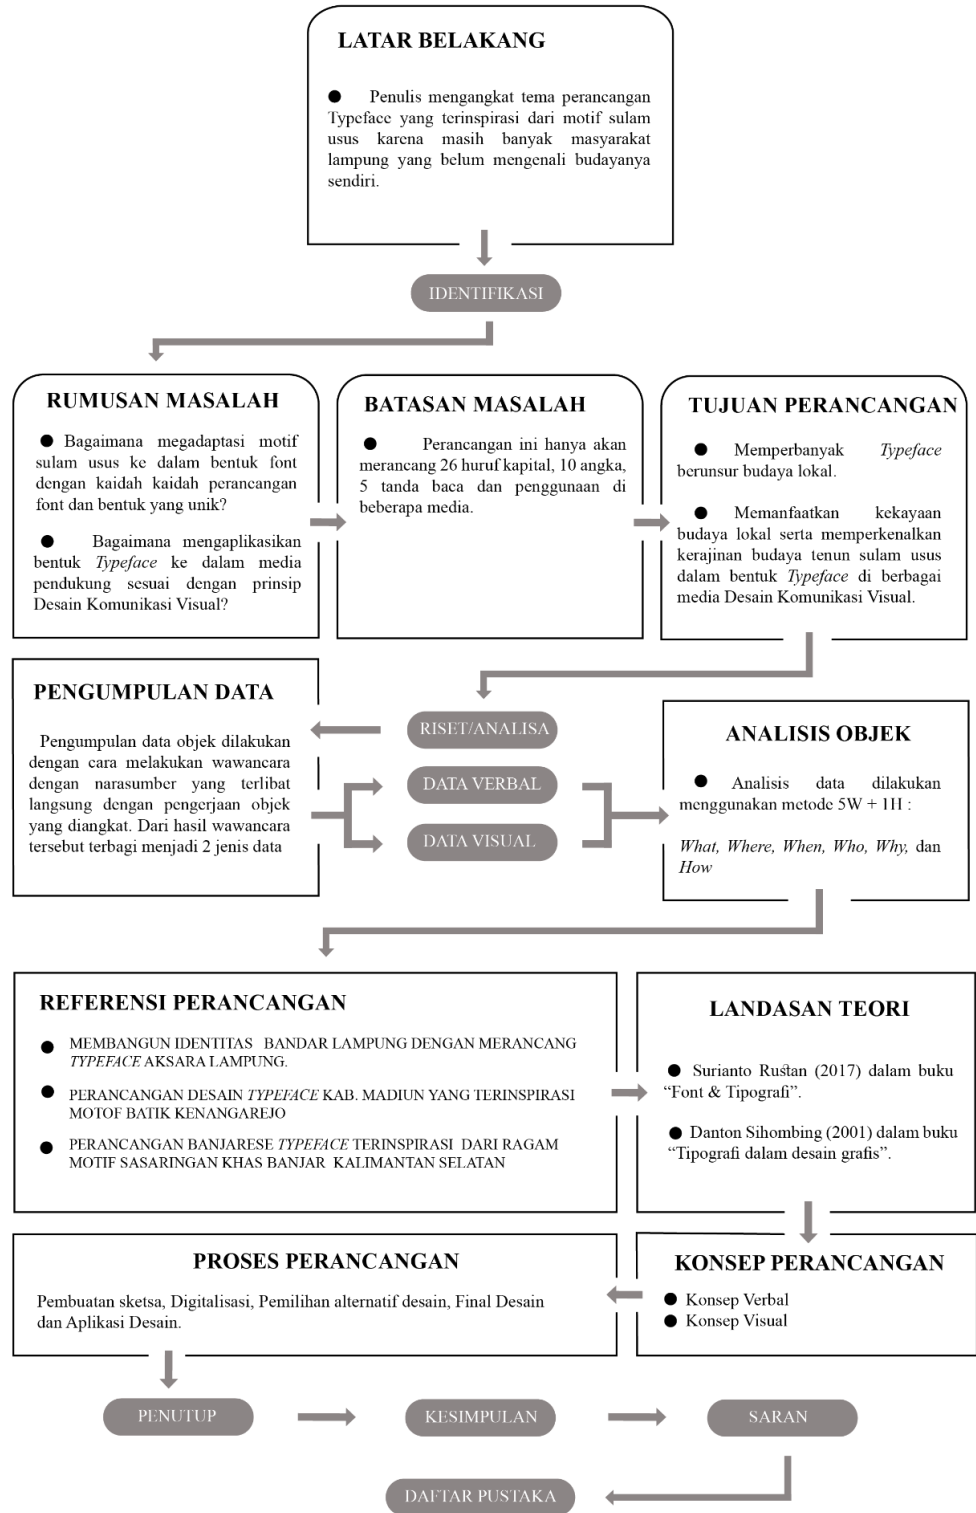 LATAR BELAKANG
● Penulis mengangkat tema perancangan
Typeface yang terinspirasi dari motif sulam
usus karena masih banyak masyarakat
lampung yang belum mengenali budayanya
sendiri.
IDENTIFIKASI
RUMUSAN MASALAH
● Bagaimana megadaptasi motif
sulam usus ke dalam bentuk font
dengan kaidah kaidah perancangan
font dan bentuk yang unik?
● Bagaimana mengaplikasikan
bentuk Typeface ke dalam media
pendukung sesuai dengan prinsip
Desain Komunikasi Visual?
BATASAN MASALAH
● Perancangan ini hanya akan
merancang 26 huruf kapital, 10 angka,
5 tanda baca dan penggunaan di
beberapa media.
TUJUAN PERANCANGAN
● Memperbanyak Typeface
berunsur budaya lokal.
● Memanfaatkan kekayaan
budaya lokal serta memperkenalkan
kerajinan budaya tenun sulam usus
dalam bentuk Typeface di berbagai
media Desain Komunikasi Visual.
PENGUMPULAN DATA
Pengumpulan data objek dilakukan
dengan cara melakukan wawancara
dengan narasumber yang terlibat
langsung dengan pengerjaan objek
yang diangkat. Dari hasil wawancara
tersebut terbagi menjadi 2 jenis data
RISET/ANALISA
DATA VERBAL
DATA VISUAL
ANALISIS OBJEK
● Analisis data dilakukan
menggunakan metode 5W + 1H :
What, Where, When, Who, Why, dan
How
REFERENSI PERANCANGAN
● MEMBANGUN IDENTITAS BANDAR LAMPUNG DENGAN MERANCANG
TYPEFACE AKSARA LAMPUNG.
● PERANCANGAN DESAIN TYPEFACE KAB. MADIUN YANG TERINSPIRASI
MOTOF BATIK KENANGAREJO
● PERANCANGAN BANJARESE TYPEFACE TERINSPIRASI DARI RAGAM
MOTIF SASARINGAN KHAS BANJAR KALIMANTAN SELATAN
LANDASAN TEORI
● Surianto Rustan (2017) dalam buku
“Font & Tipografi”.
● Danton Sihombing (2001) dalam buku
“Tipografi dalam desain grafis”.
PROSES PERANCANGAN
Pembuatan sketsa, Digitalisasi, Pemilihan alternatif desain, Final Desain
dan Aplikasi Desain.
KONSEP PERANCANGAN
● Konsep Verbal
● Konsep Visual
PENUTUP
KESIMPULAN
SARAN
DAFTAR PUSTAKA